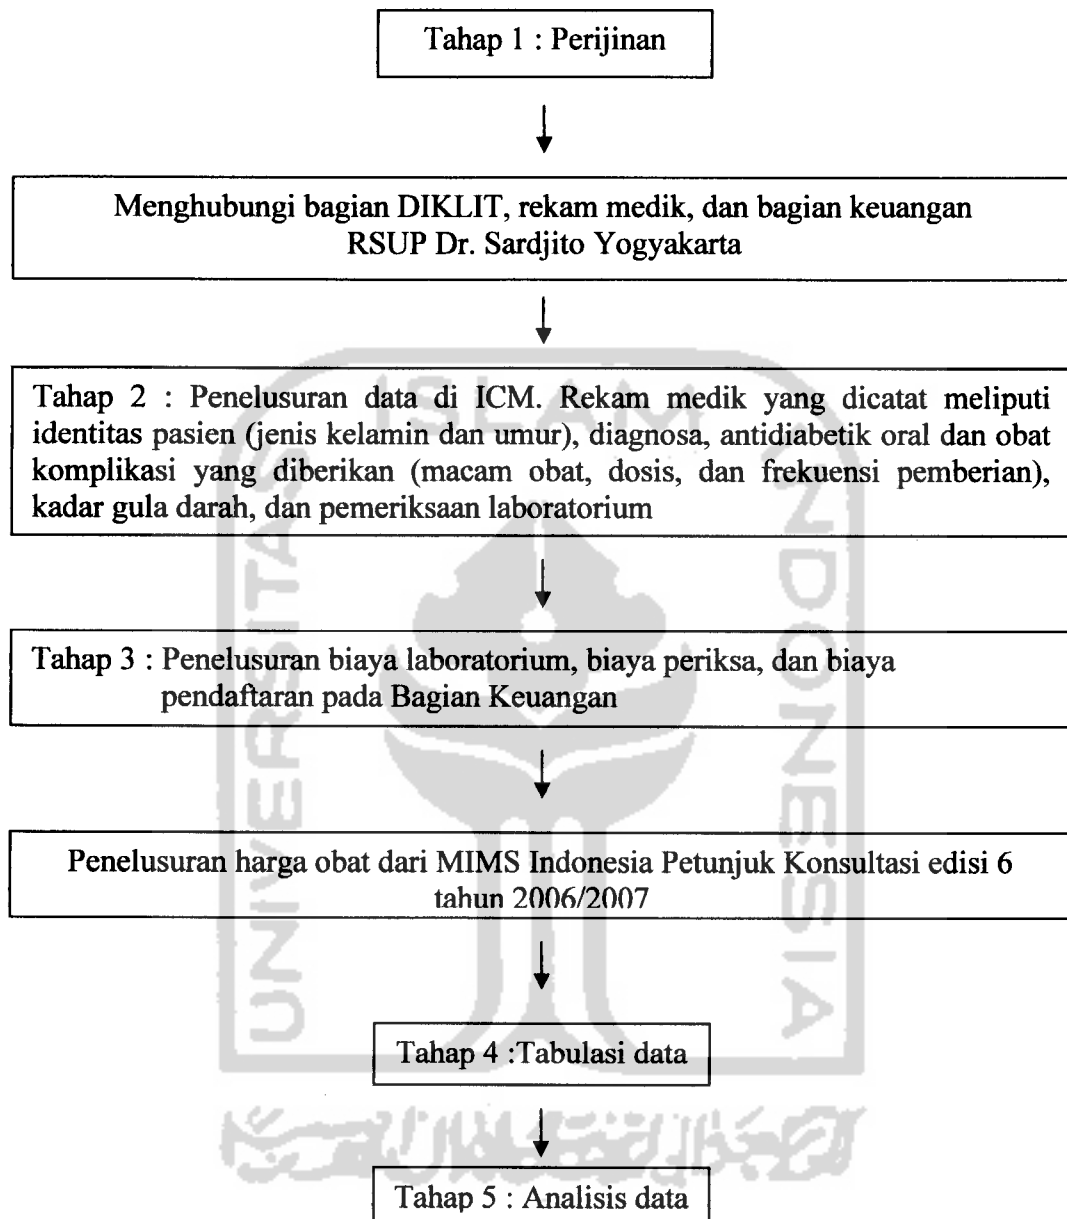 Tahap 1 : Perijinan
Menghubungi bagian DIKLIT, rekam medik, dan bagian keuangan
RSUP Dr. Sardjito Yogyakarta
Tahap 2 : Penelusuran data di ICM. Rekam medik yang dicatat meliputi
identitas pasien (jenis kelamin dan umur), diagnosa, antidiabetik oral dan obat
komplikasi yang diberikan (macam obat, dosis, dan frekuensi pemberian),
kadar gula darah, dan pemeriksaan laboratorium
Tahap 3 : Penelusuran biaya laboratorium, biaya periksa, dan biaya
pendaftaran pada Bagian Keuangan
Penelusuran harga obat dari MIMS Indonesia Petunjuk Konsultasi edisi 6
tahun 2006/2007
Tahap 4 :Tabulasi data
Tahap 5 : Analisis data
ISLAM
UNIVERSITAS
INDONESIA